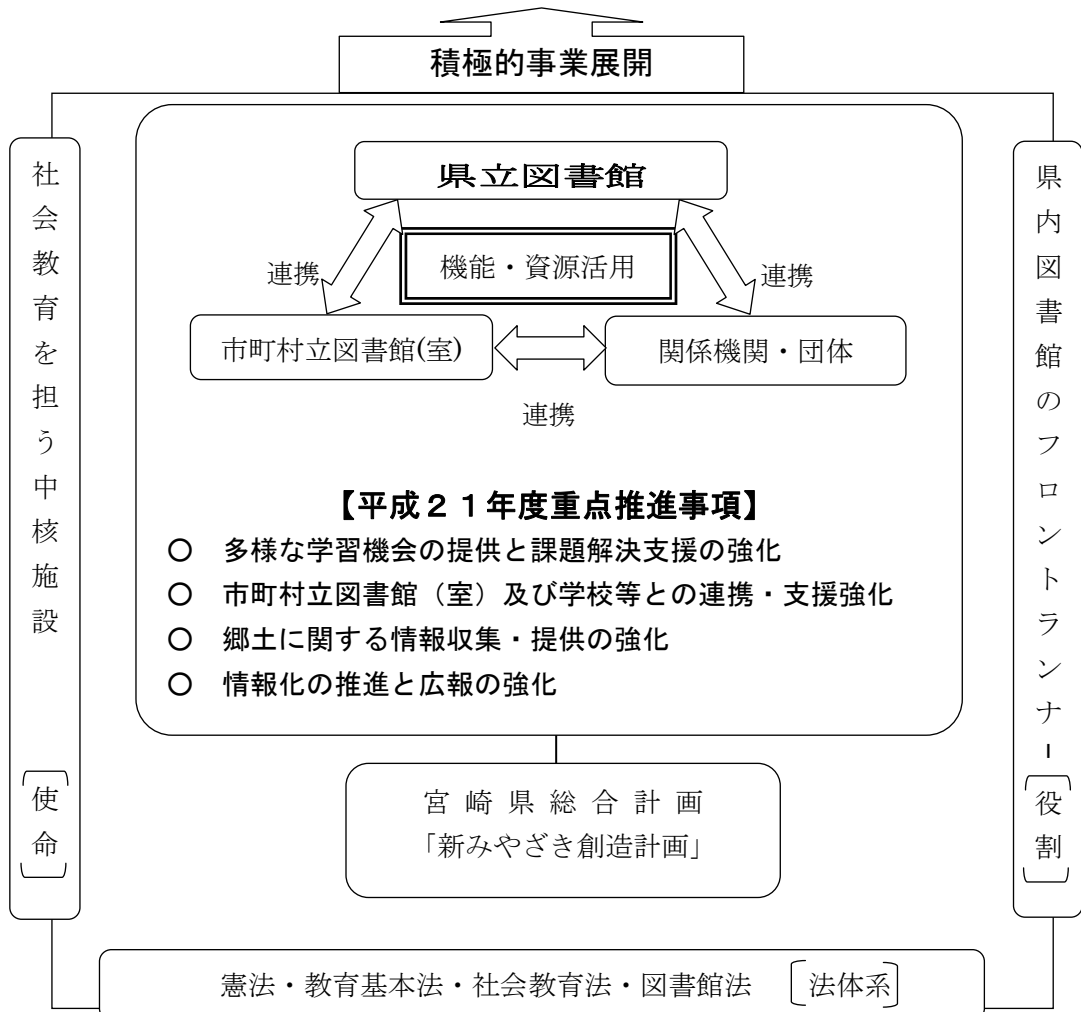 積極的事業展開
県立図書館
機能・資源活用
連携
連携
市町村立図書館(室)
関係機関・団体
連携
【平成２１年度重点推進事項】
○　多様な学習機会の提供と課題解決支援の強化
○　市町村立図書館（室）及び学校等との連携・支援強化
○　郷土に関する情報収集・提供の強化
○　情報化の推進と広報の強化
社会教育を担う中核施設［使命］
県内図書館のフロントランナー［役割］
宮崎県総合計画
「新みやざき創造計画」
憲法・教育基本法・社会教育法・図書館法　［法体系］